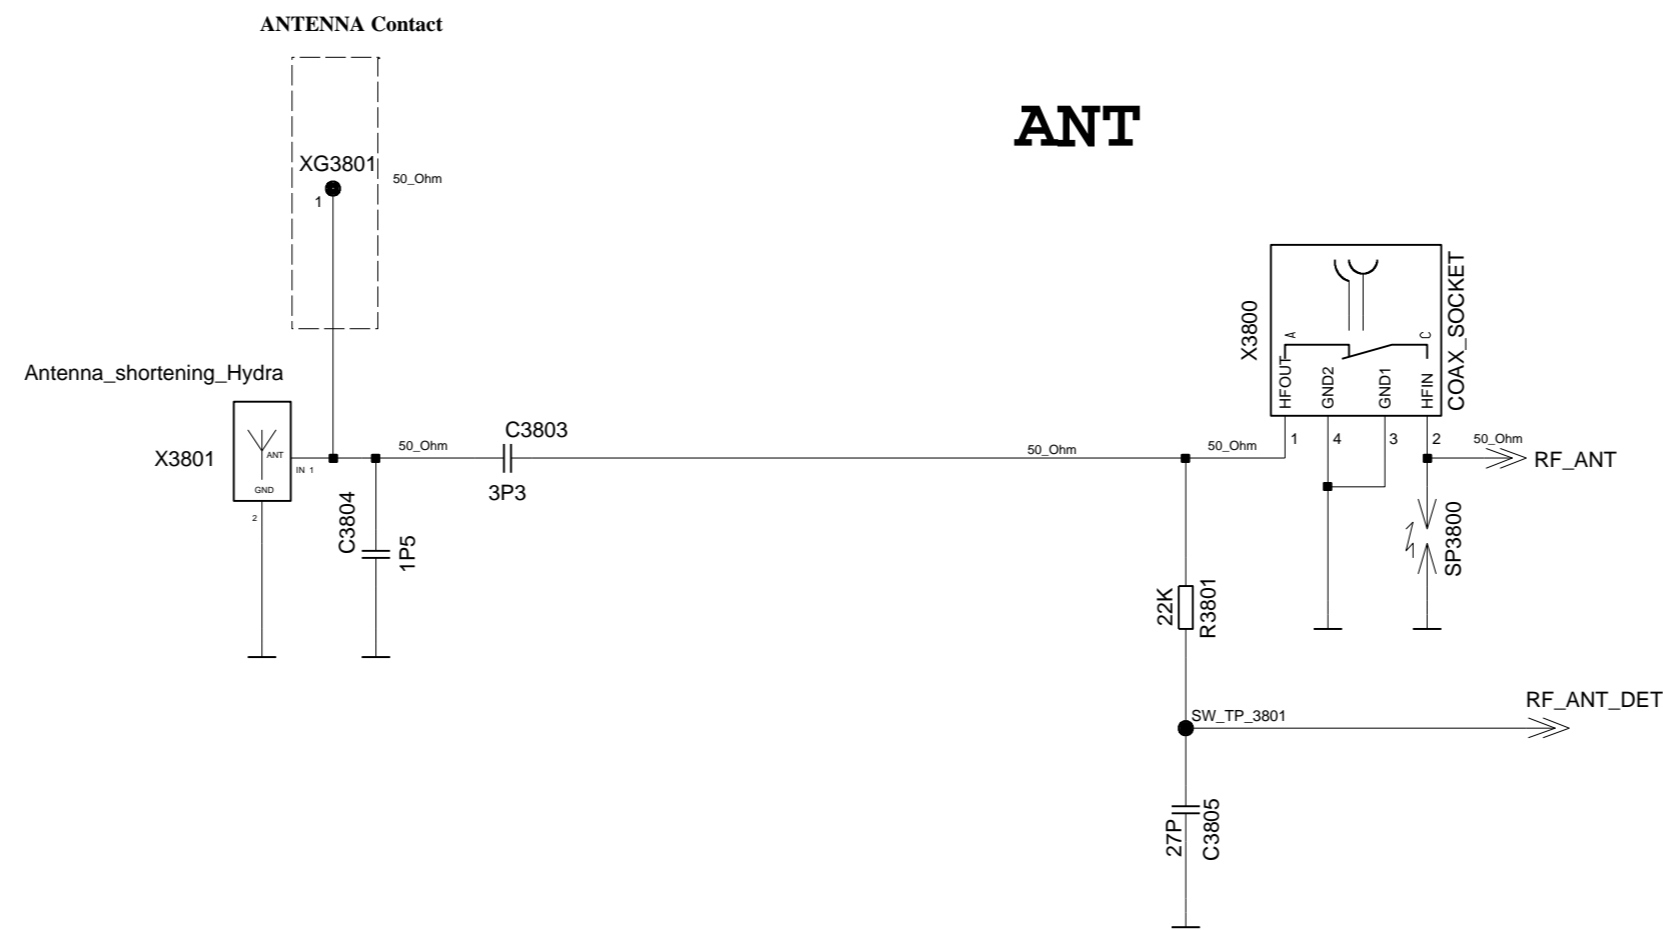 ANTENNA Contact
ANT
XG3801
50_Ohm
1
X3800
COAX_SOCKET
A
C
HFOUT
GND2
GND1
HFIN
1
4
3
2
50_Ohm
RF_ANT
Antenna_shortening_Hydra
X3801
ANT
IN 1
GND
2
50_Ohm
C3803
3P3
50_Ohm
50_Ohm
C3804
1P5
SP3800
22K
R3801
SW_TP_3801
RF_ANT_DET
27P
C3805